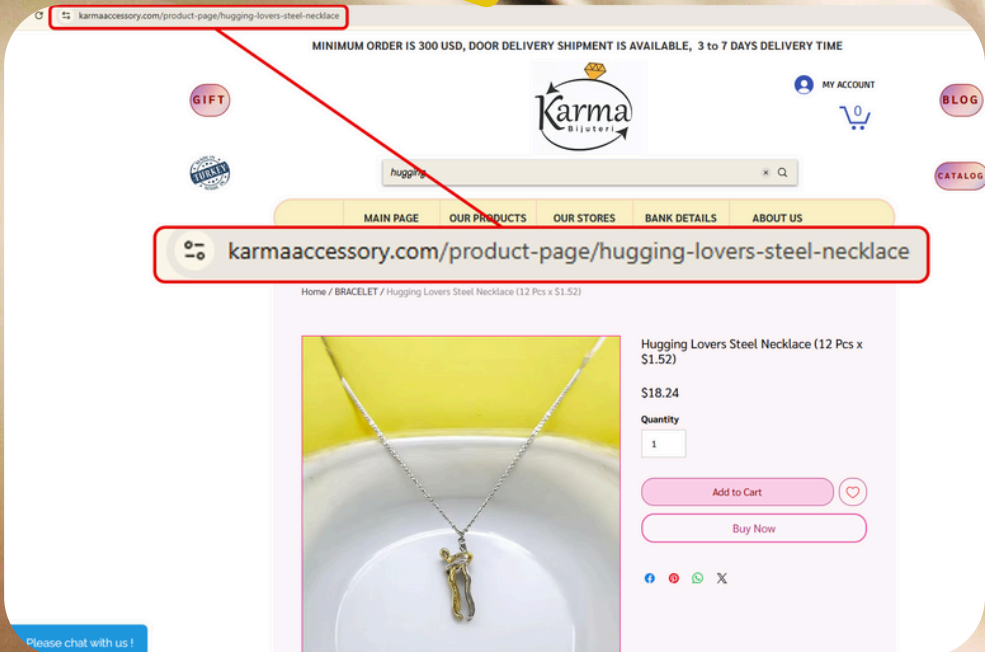 karmaaccessory.com/product-page/hugging-lovers-steel-necklace
MINIMUM ORDER IS 300 USD, DOOR DELIVERY SHIPMENT IS AVAILABLE, 3 to 7 DAYS DELIVERY TIME
GIFT
Karma
Bijuteri
MY ACCOUNT
0
BLOG
TURKEY
hugging
CATALOG
MAIN PAGE OUR PRODUCTS OUR STORES BANK DETAILS ABOUT US
karmaaccessory.com/product-page/hugging-lovers-steel-necklace
Home / BRACELET / Hugging Lovers Steel Necklace (12 Pcs x $1.52)
Hugging Lovers Steel Necklace (12 Pcs x
$1.52)
$18.24
Quantity
1
Add to Cart
Buy Now
Please chat with us !